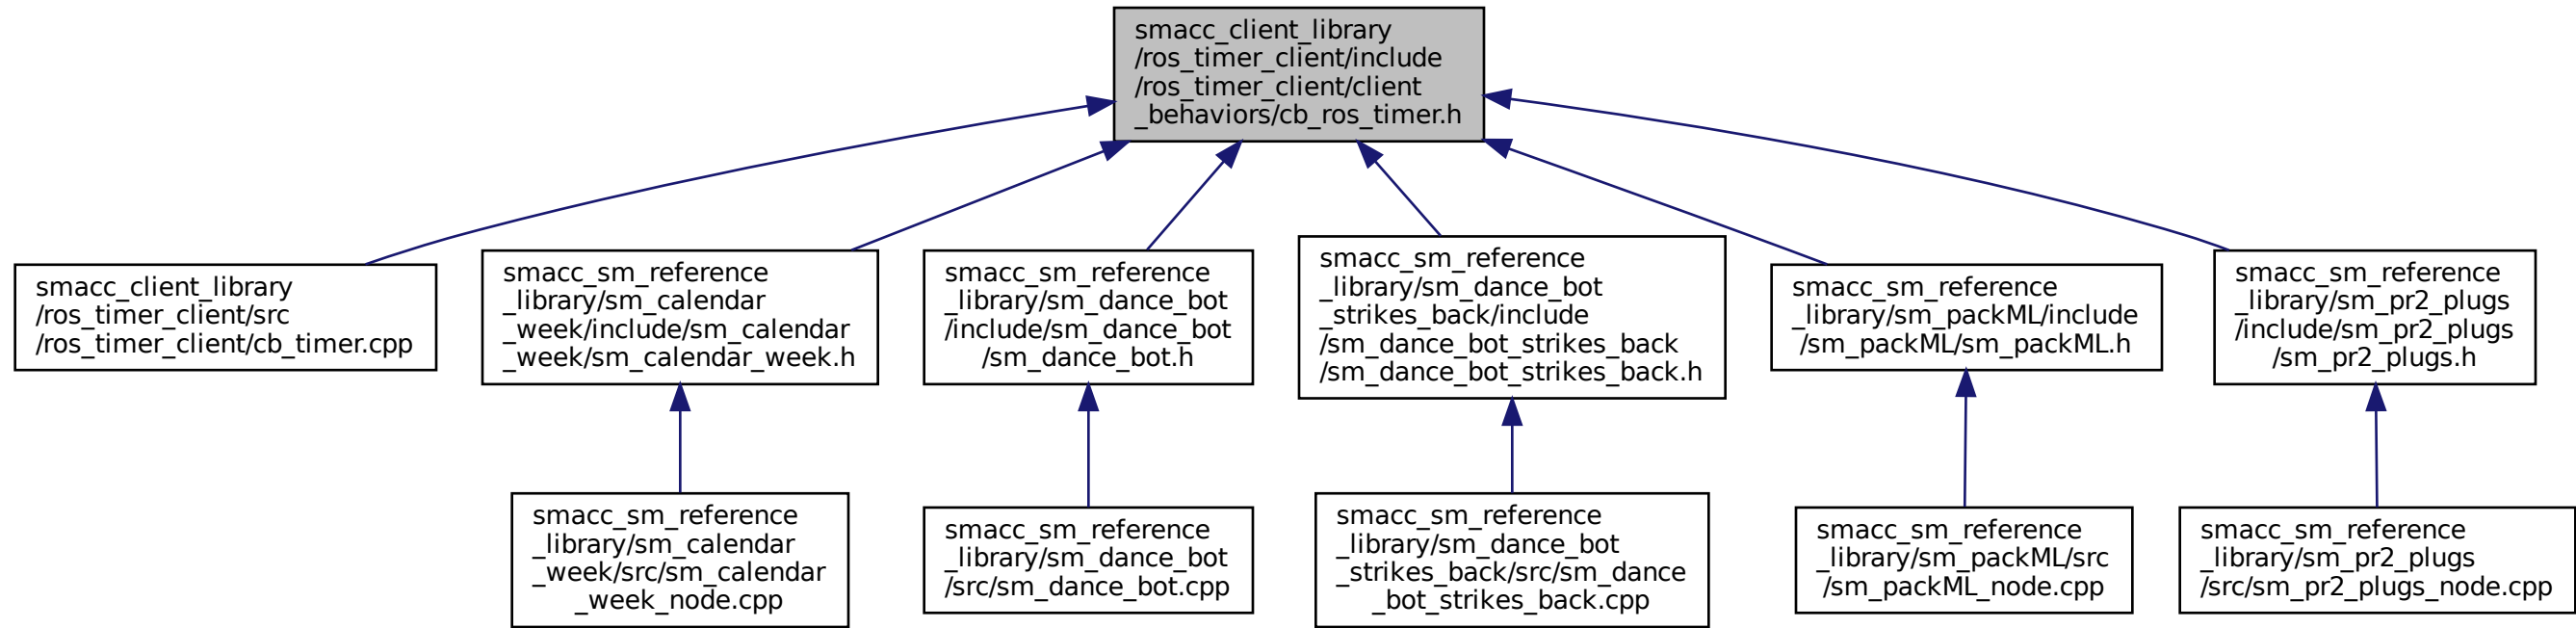 smacc_client_library
/ros_timer_client/include
/ros_timer_client/client
_behaviors/cb_ros_timer.h
smacc_client_library
/ros_timer_client/src
/ros_timer_client/cb_timer.cpp
smacc_sm_reference
_library/sm_calendar
_week/include/sm_calendar
_week/sm_calendar_week.h
smacc_sm_reference
_library/sm_dance_bot
/include/sm_dance_bot
/sm_dance_bot.h
smacc_sm_reference
_library/sm_dance_bot
_strikes_back/include
/sm_dance_bot_strikes_back
/sm_dance_bot_strikes_back.h
smacc_sm_reference
_library/sm_packML/include
/sm_packML/sm_packML.h
smacc_sm_reference
_library/sm_pr2_plugs
/include/sm_pr2_plugs
/sm_pr2_plugs.h
smacc_sm_reference
_library/sm_calendar
_week/src/sm_calendar
_week_node.cpp
smacc_sm_reference
_library/sm_dance_bot
/src/sm_dance_bot.cpp
smacc_sm_reference
_library/sm_dance_bot
_strikes_back/src/sm_dance
_bot_strikes_back.cpp
smacc_sm_reference
_library/sm_packML/src
/sm_packML_node.cpp
smacc_sm_reference
_library/sm_pr2_plugs
/src/sm_pr2_plugs_node.cpp